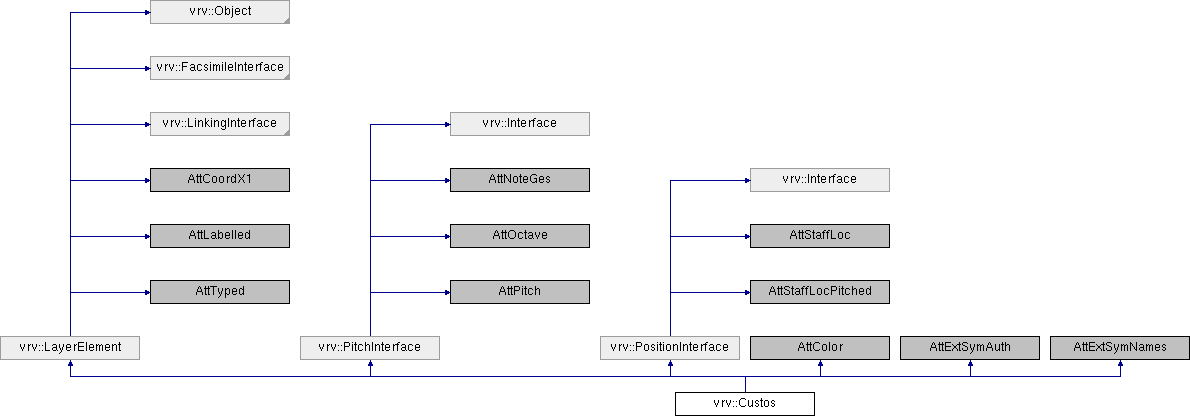 vrv::Object
vrv::FacsimileInterface
vrv::LinkingInterface
vrv::Interface
AttCoordX1
AttNoteGes
vrv::Interface
AttLabelled
AttOctave
AttStaffLoc
AttTyped
AttPitch
AttStaffLocPitched
vrv::LayerElement
vrv::PitchInterface
vrv::PositionInterface
AttColor
AttExtSymAuth
AttExtSymNames
vrv::Custos